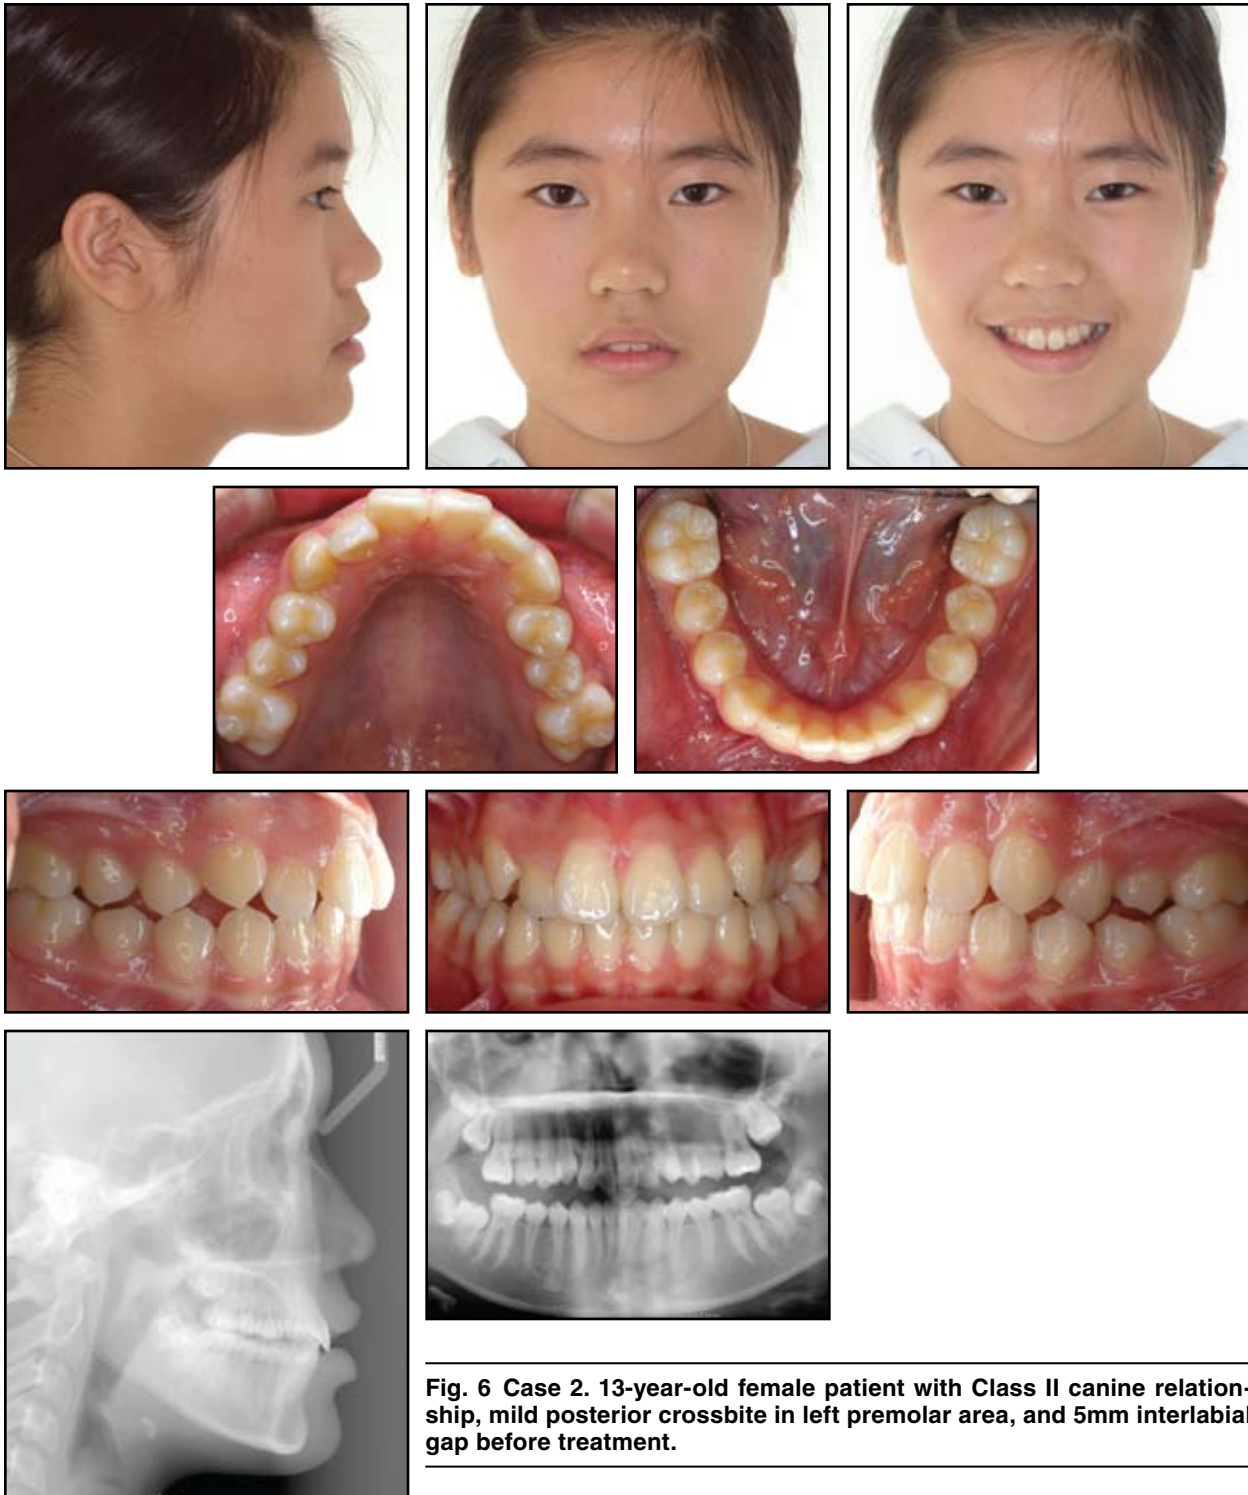 Fig. 6 Case 2. 13-year-old female patient with Class II canine relation-
ship, mild posterior crossbite in left premolar area, and 5mm interlabial
gap before treatment.